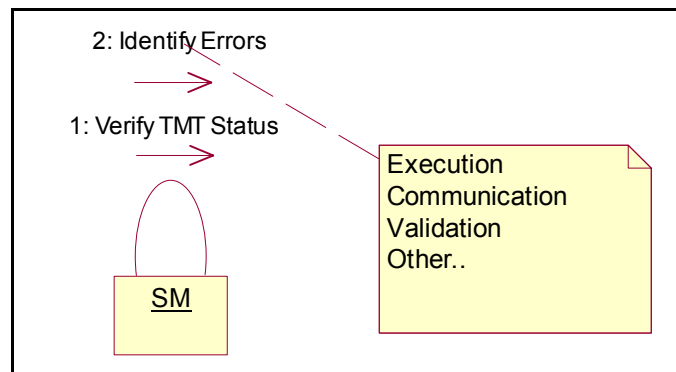 2: Identify Errors
1: Verify TMT Status
Execution
Communication
Validation
Other..
SM